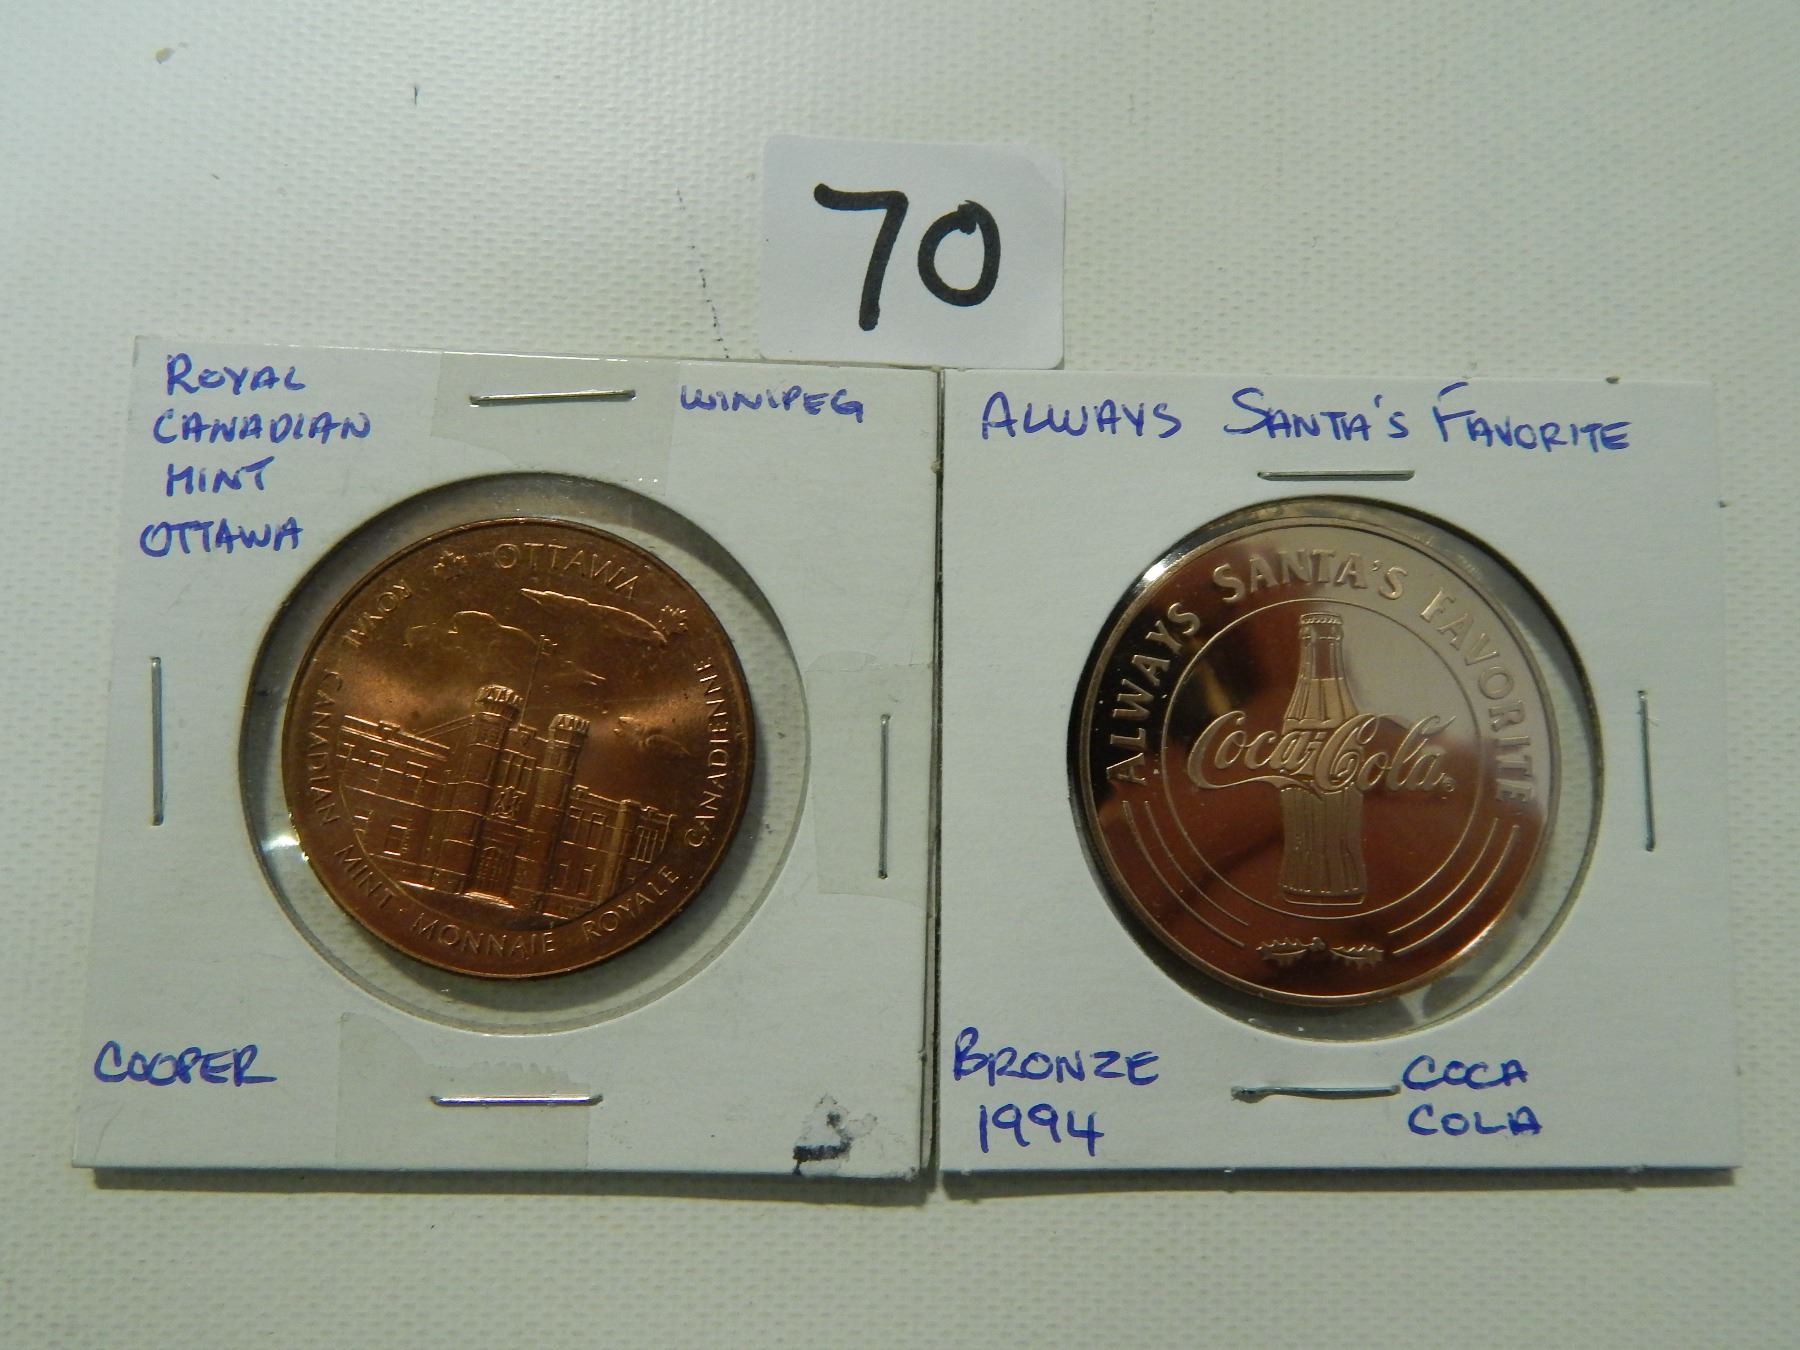 70
ROYAL
CANADIAN
MINT
OTTAWA
WINIPEG
OTTAWA
ROYAL CANADIAN MINT · MONNAIE ROYALE CANADIENNE
COOPER
ALWAYS SANTA'S FAVORITE
ALWAYS SANTA'S FAVORITE
Coca-Cola®
BRONZE
1994
COCA
COLA